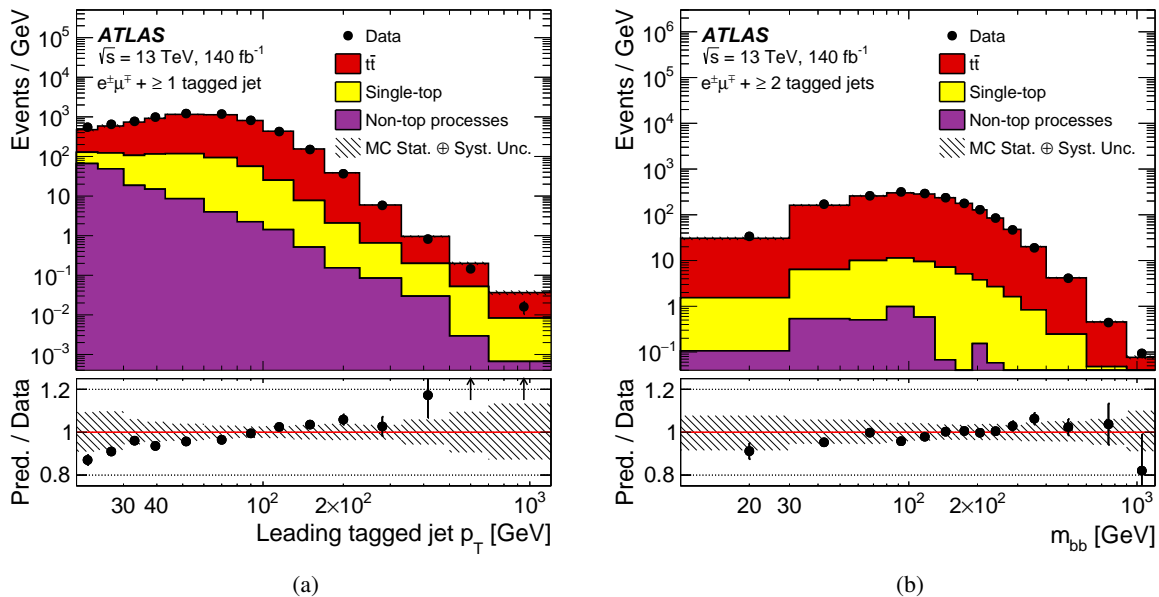 Events / GeV
10⁵
10⁴
10³
10²
10
1
10⁻¹
10⁻²
10⁻³
ATLAS
√s = 13 TeV, 140 fb⁻¹
e±μ∓ + ≥ 1 tagged jet
Data
tt̄
Single-top
Non-top processes
MC Stat. ⊕ Syst. Unc.
Pred. / Data
1.2
1
0.8
30 40 10² 2×10² 10³
Leading tagged jet p_T [GeV]
(a)
Events / GeV
10⁶
10⁵
10⁴
10³
10²
10
1
10⁻¹
ATLAS
√s = 13 TeV, 140 fb⁻¹
e±μ∓ + ≥ 2 tagged jets
Data
tt̄
Single-top
Non-top processes
MC Stat. ⊕ Syst. Unc.
Pred. / Data
1.2
1
0.8
20 30 10² 2×10² 10³
m_bb [GeV]
(b)